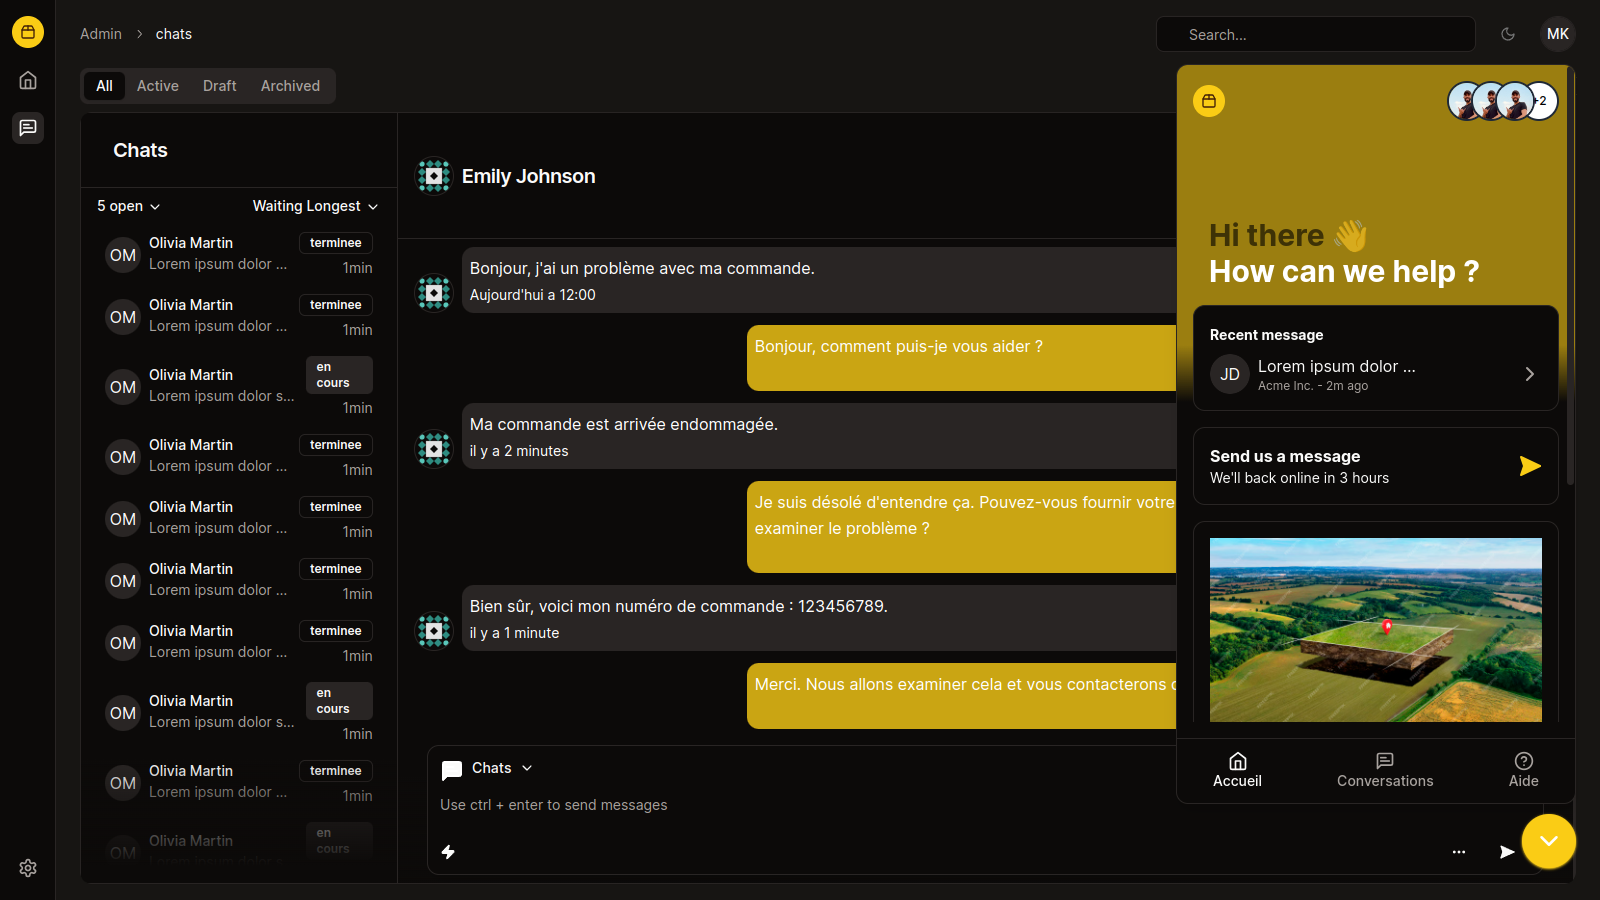 Admin
chats
Search...
MK
All
Active
Draft
Archived
Chats
5 open
Waiting Longest
OM
Olivia Martin
terminee
Lorem ipsum dolor ...
1min
OM
Olivia Martin
terminee
Lorem ipsum dolor ...
1min
OM
Olivia Martin
en
cours
Lorem ipsum dolor s...
1min
OM
Olivia Martin
terminee
Lorem ipsum dolor ...
1min
OM
Olivia Martin
terminee
Lorem ipsum dolor ...
1min
OM
Olivia Martin
terminee
Lorem ipsum dolor ...
1min
OM
Olivia Martin
terminee
Lorem ipsum dolor ...
1min
OM
Olivia Martin
en
cours
Lorem ipsum dolor s...
1min
OM
Olivia Martin
terminee
Lorem ipsum dolor ...
1min
OM
Olivia Martin
en
cours
Lorem ipsum dolor s...
Emily Johnson
Bonjour, j'ai un problème avec ma commande.
Aujourd'hui a 12:00
Bonjour, comment puis-je vous aider ?
Ma commande est arrivée endommagée.
il y a 2 minutes
Je suis désolé d'entendre ça. Pouvez-vous fournir votre
examiner le problème ?
Bien sûr, voici mon numéro de commande : 123456789.
il y a 1 minute
Merci. Nous allons examiner cela et vous contacterons
Chats
Use ctrl + enter to send messages
+2
Hi there 👋
How can we help ?
Recent message
JD
Lorem ipsum dolor ...
Acme Inc. - 2m ago
Send us a message
We'll back online in 3 hours
Accueil
Conversations
Aide